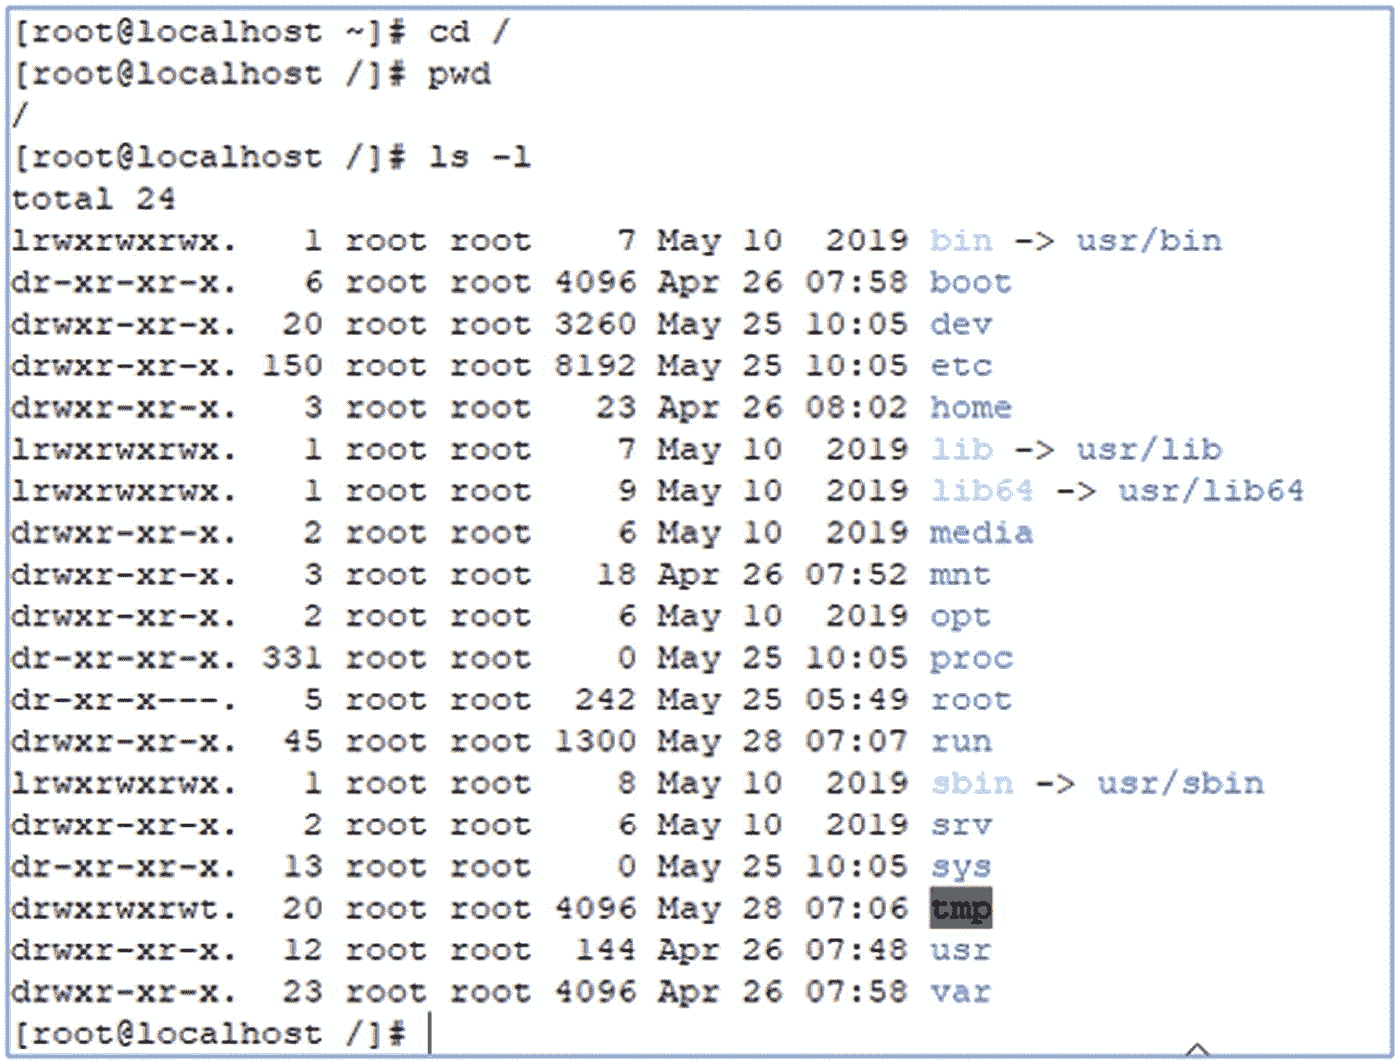 [root@localhost ~]# cd /
[root@localhost /]# pwd
/
[root@localhost /]# ls -l
total 24
lrwxrwxrwx.   1 root root    7 May 10  2019 bin -> usr/bin
dr-xr-xr-x.   6 root root 4096 Apr 26 07:58 boot
drwxr-xr-x.  20 root root 3260 May 25 10:05 dev
drwxr-xr-x. 150 root root 8192 May 25 10:05 etc
drwxr-xr-x.   3 root root   23 Apr 26 08:02 home
lrwxrwxrwx.   1 root root    7 May 10  2019 lib -> usr/lib
lrwxrwxrwx.   1 root root    9 May 10  2019 lib64 -> usr/lib64
drwxr-xr-x.   2 root root    6 May 10  2019 media
drwxr-xr-x.   3 root root   18 Apr 26 07:52 mnt
drwxr-xr-x.   2 root root    6 May 10  2019 opt
dr-xr-xr-x. 331 root root    0 May 25 10:05 proc
dr-xr-x---.   5 root root  242 May 25 05:49 root
drwxr-xr-x.  45 root root 1300 May 28 07:07 run
lrwxrwxrwx.   1 root root    8 May 10  2019 sbin -> usr/sbin
drwxr-xr-x.   2 root root    6 May 10  2019 srv
dr-xr-xr-x.  13 root root    0 May 25 10:05 sys
drwxrwxrwt.  20 root root 4096 May 28 07:06 tmp
drwxr-xr-x.  12 root root  144 Apr 26 07:48 usr
drwxr-xr-x.  23 root root 4096 Apr 26 07:58 var
[root@localhost /]#